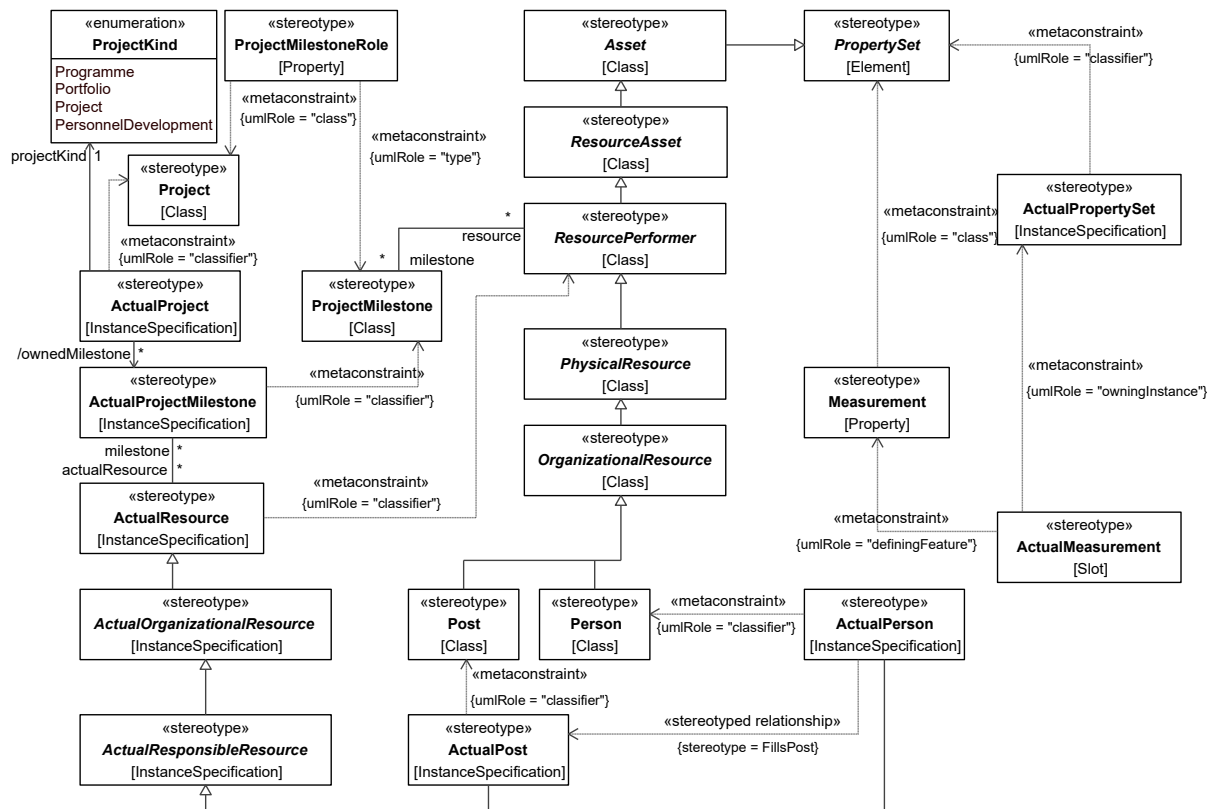 «enumeration»
ProjectKind
Programme
Portfolio
Project
PersonnelDevelopment
«stereotype»
ProjectMilestoneRole
[Property]
«stereotype»
Asset
[Class]
«stereotype»
PropertySet
[Element]
«metaconstraint»
{umlRole = "classifier"}
«metaconstraint»
{umlRole = "class"}
«metaconstraint»
{umlRole = "type"}
projectKind 1
«stereotype»
Project
[Class]
«stereotype»
ResourceAsset
[Class]
«stereotype»
ActualPropertySet
[InstanceSpecification]
«metaconstraint»
{umlRole = "class"}
«metaconstraint»
{umlRole = "classifier"}
*
resource
* milestone
«stereotype»
ResourcePerformer
[Class]
«stereotype»
ActualProject
[InstanceSpecification]
«stereotype»
ProjectMilestone
[Class]
/ownedMilestone *
«stereotype»
PhysicalResource
[Class]
«stereotype»
ActualProjectMilestone
[InstanceSpecification]
«metaconstraint»
{umlRole = "classifier"}
«stereotype»
Measurement
[Property]
«metaconstraint»
{umlRole = "owningInstance"}
milestone *
actualResource *
«stereotype»
OrganizationalResource
[Class]
«stereotype»
ActualResource
[InstanceSpecification]
«metaconstraint»
{umlRole = "classifier"}
«metaconstraint»
{umlRole = "definingFeature"}
«stereotype»
ActualMeasurement
[Slot]
«stereotype»
ActualOrganizationalResource
[InstanceSpecification]
«stereotype»
Post
[Class]
«stereotype»
Person
[Class]
«metaconstraint»
{umlRole = "classifier"}
«stereotype»
ActualPerson
[InstanceSpecification]
«metaconstraint»
{umlRole = "classifier"}
«stereotype»
ActualResponsibleResource
[InstanceSpecification]
«stereotype»
ActualPost
[InstanceSpecification]
«stereotyped relationship»
{stereotype = FillsPost}